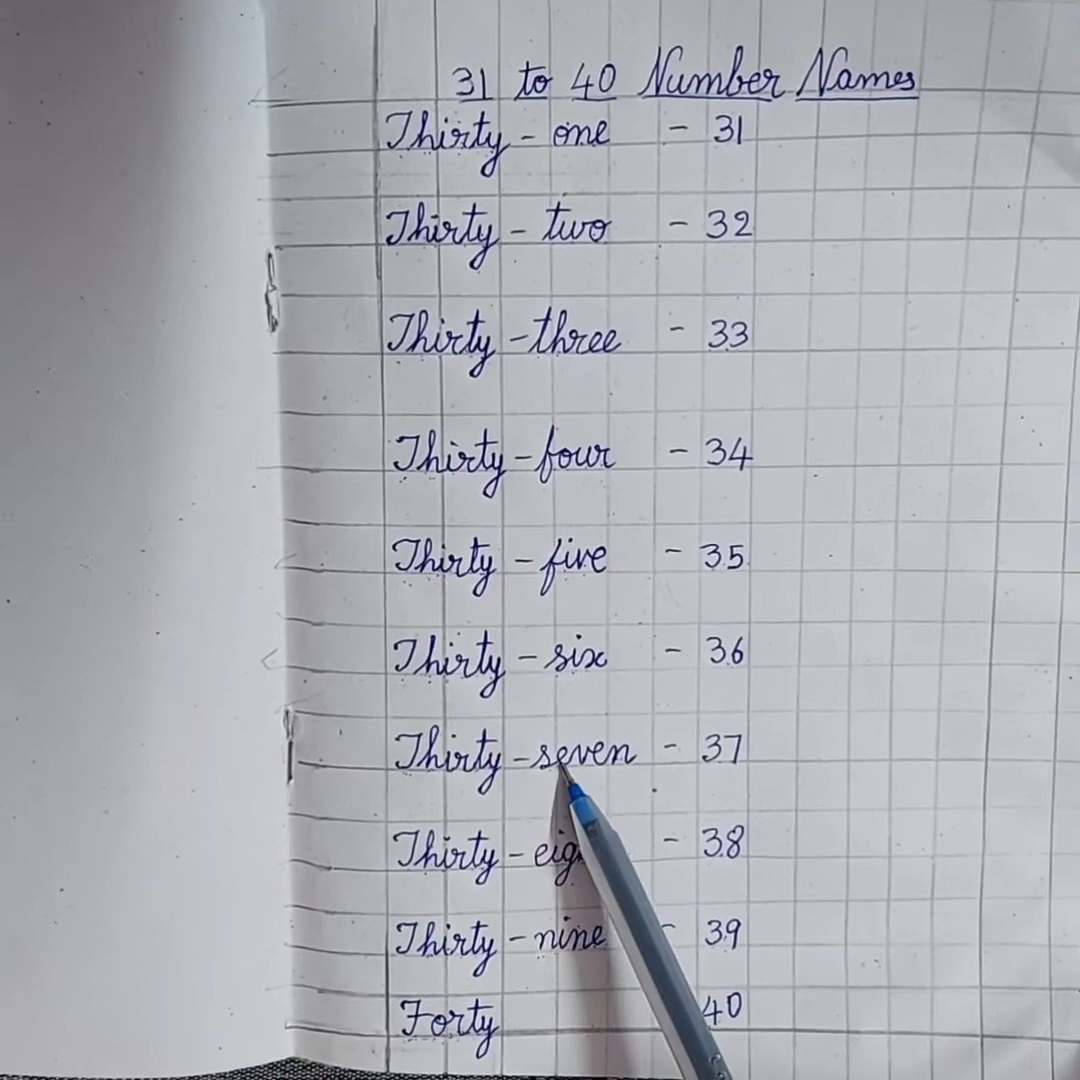 31 to 40 Number Names
Thirty - one - 31
Thirty - two - 32
Thirty - three - 33
Thirty - four - 34
Thirty - five - 35
Thirty - six - 36
Thirty - seven - 37
Thirty - - 38
Thirty - nine - 39
Forty 40